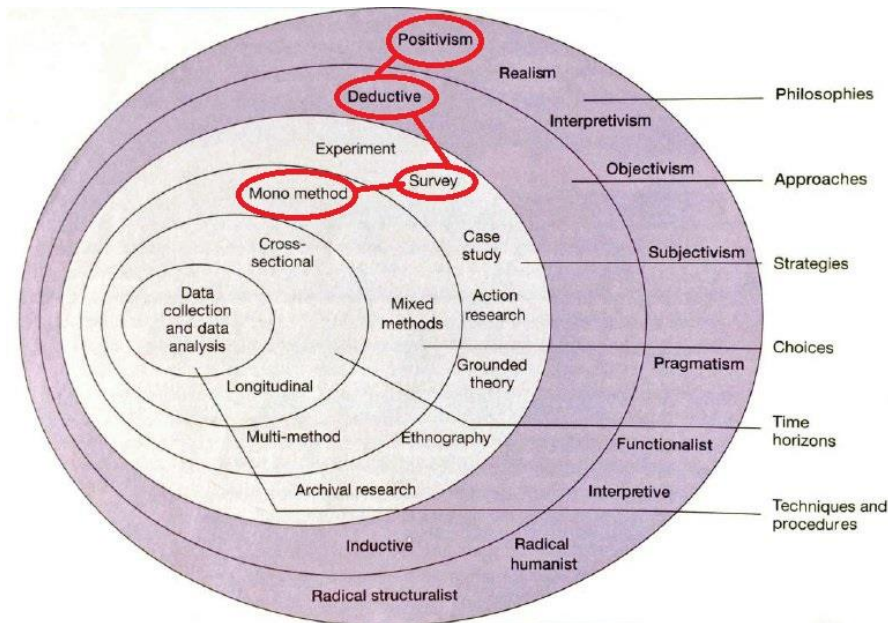 Positivism
Realism
Philosophies
Deductive
Interpretivism
Experiment
Objectivism
Approaches
Survey
Mono method
Cross-
sectional
Case
study
Subjectivism
Strategies
Data
collection
and data
analysis
Mixed
methods
Action
research
Choices
Grounded
theory
Pragmatism
Longitudinal
Multi-method
Ethnography
Functionalist
Time
horizons
Archival research
Interpretive
Techniques and
procedures
Inductive
Radical
humanist
Radical structuralist